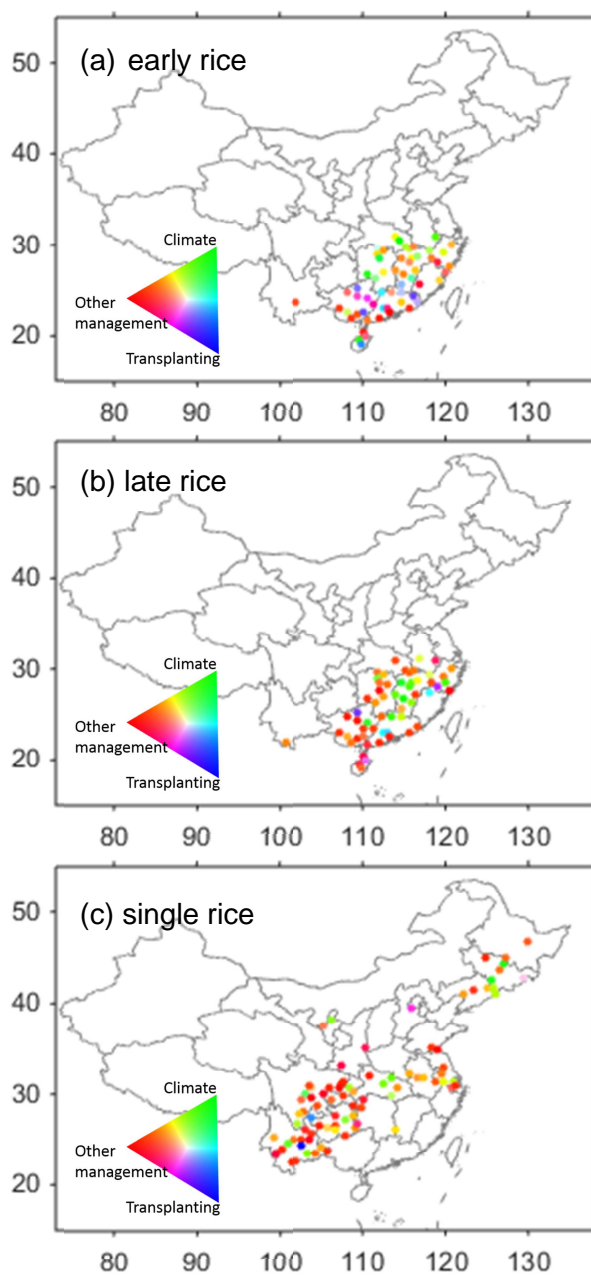 (a) early rice
50
40
30
20
Climate
Other
management
Transplanting
80 90 100 110 120 130
(b) late rice
50
40
30
20
Climate
Other
management
Transplanting
80 90 100 110 120 130
(c) single rice
50
40
30
20
Climate
Other
management
Transplanting
80 90 100 110 120 130